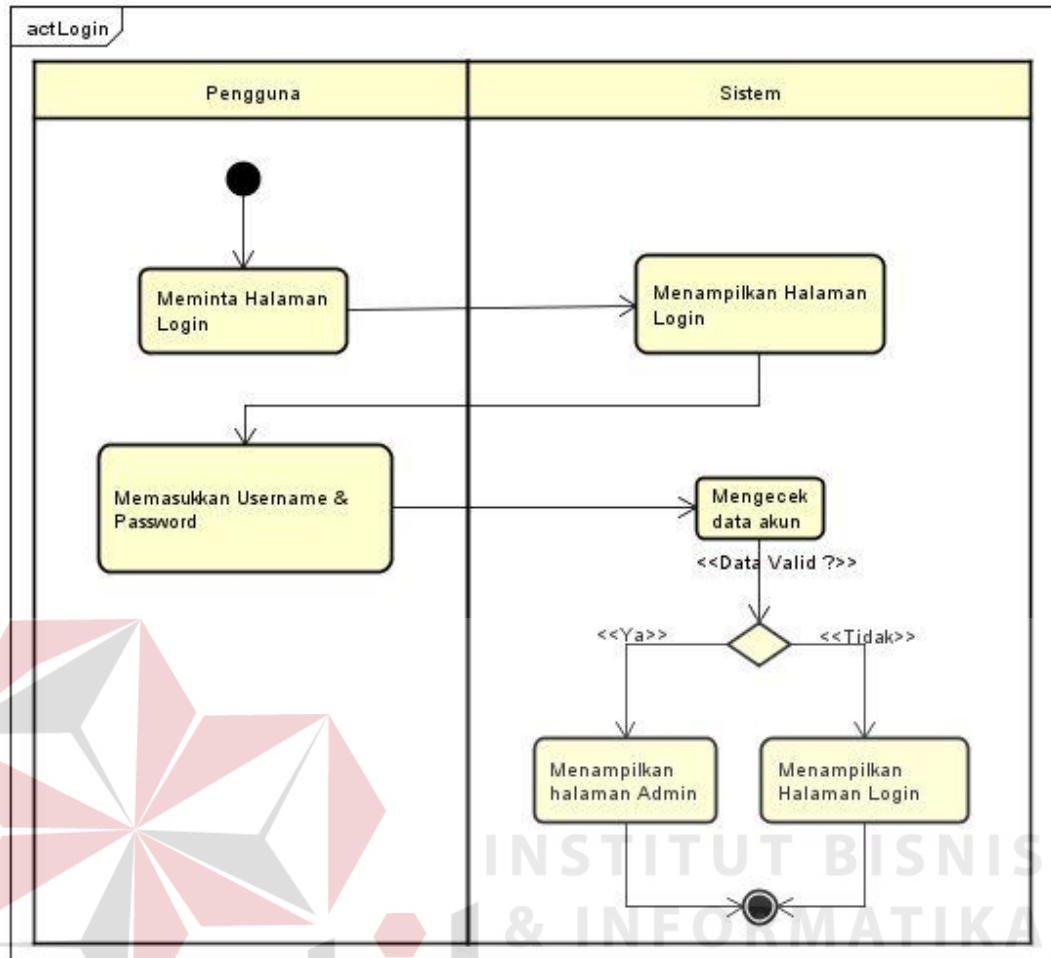 actLogin
Pengguna
Sistem
Meminta Halaman
Login
Menampilkan Halaman
Login
Memasukkan Username &
Password
Mengecek
data akun
<<Data Valid ?>>
<<Ya>>
<<Tidak>>
Menampilkan
halaman Admin
Menampilkan
Halaman Login
INSTITUT BISNIS
& INFORMATIKA